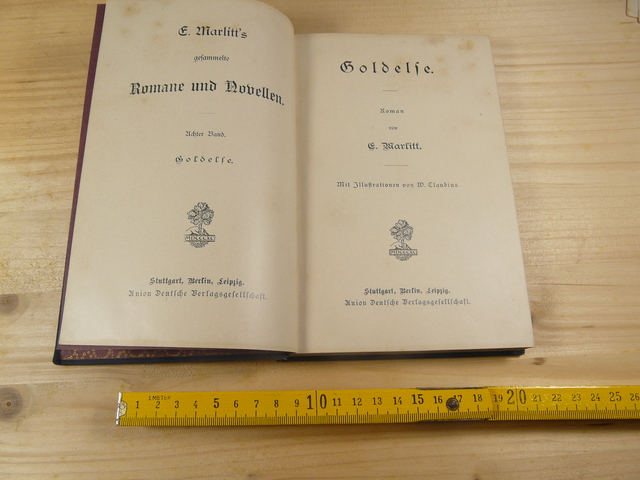 E. Marlitt's
gesammelte
Romane und Novellen.
Achter Band.
Goldelse.
Stuttgart, Berlin, Leipzig.
Union Deutsche Verlagsgesellschaft.
Goldelse.
Roman
von
E. Marlitt.
Mit Illustrationen von W. Claudius.
Stuttgart, Berlin, Leipzig.
Union Deutsche Verlagsgesellschaft.
1 2 3 4 5 6 7 8 9 10 11 12 13 14 15 16 17 18 19 20 21 22 23 24 25 26